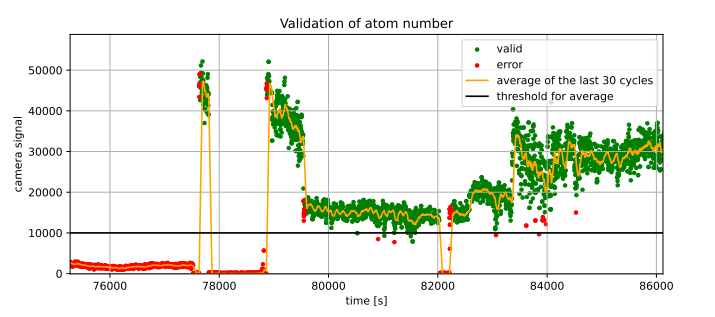 Validation of atom number
valid
error
average of the last 30 cycles
threshold for average
camera signal
50000
40000
30000
20000
10000
0
76000 78000 80000 82000 84000 86000
time [s]